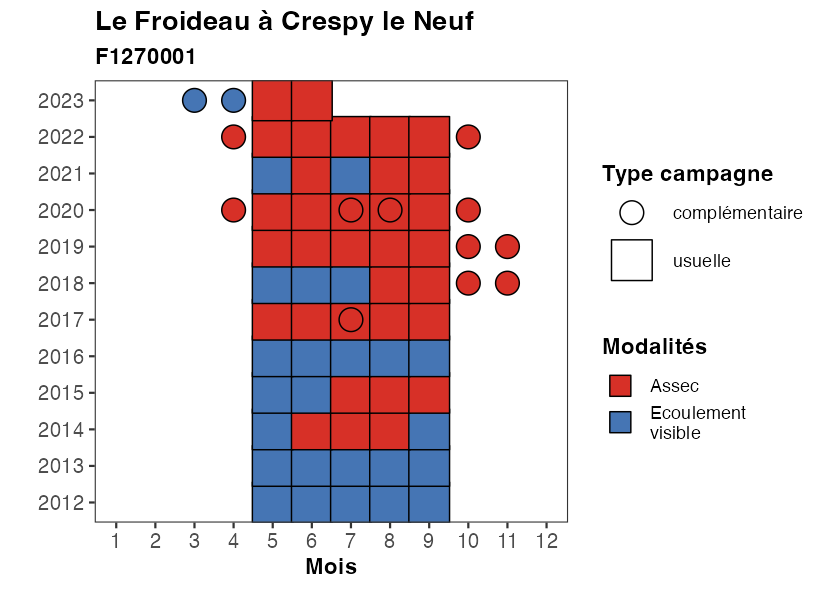 Le Froideau à Crespy le Neuf
F1270001
2023
2022
2021
2020
2019
2018
2017
2016
2015
2014
2013
2012
1 2 3 4 5 6 7 8 9 10 11 12
Mois
Type campagne
complémentaire
usuelle
Modalités
Assec
Ecoulement
visible